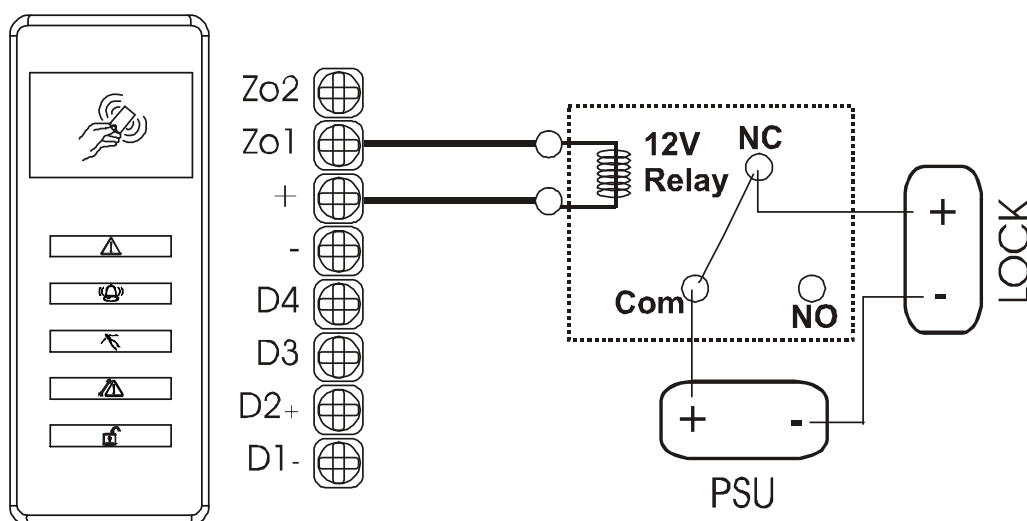 Zo2
Zo1
+
-
D4
D3
D2+
D1-
12V
Relay
NC
Com
NO
+
-
LOCK
+
-
PSU